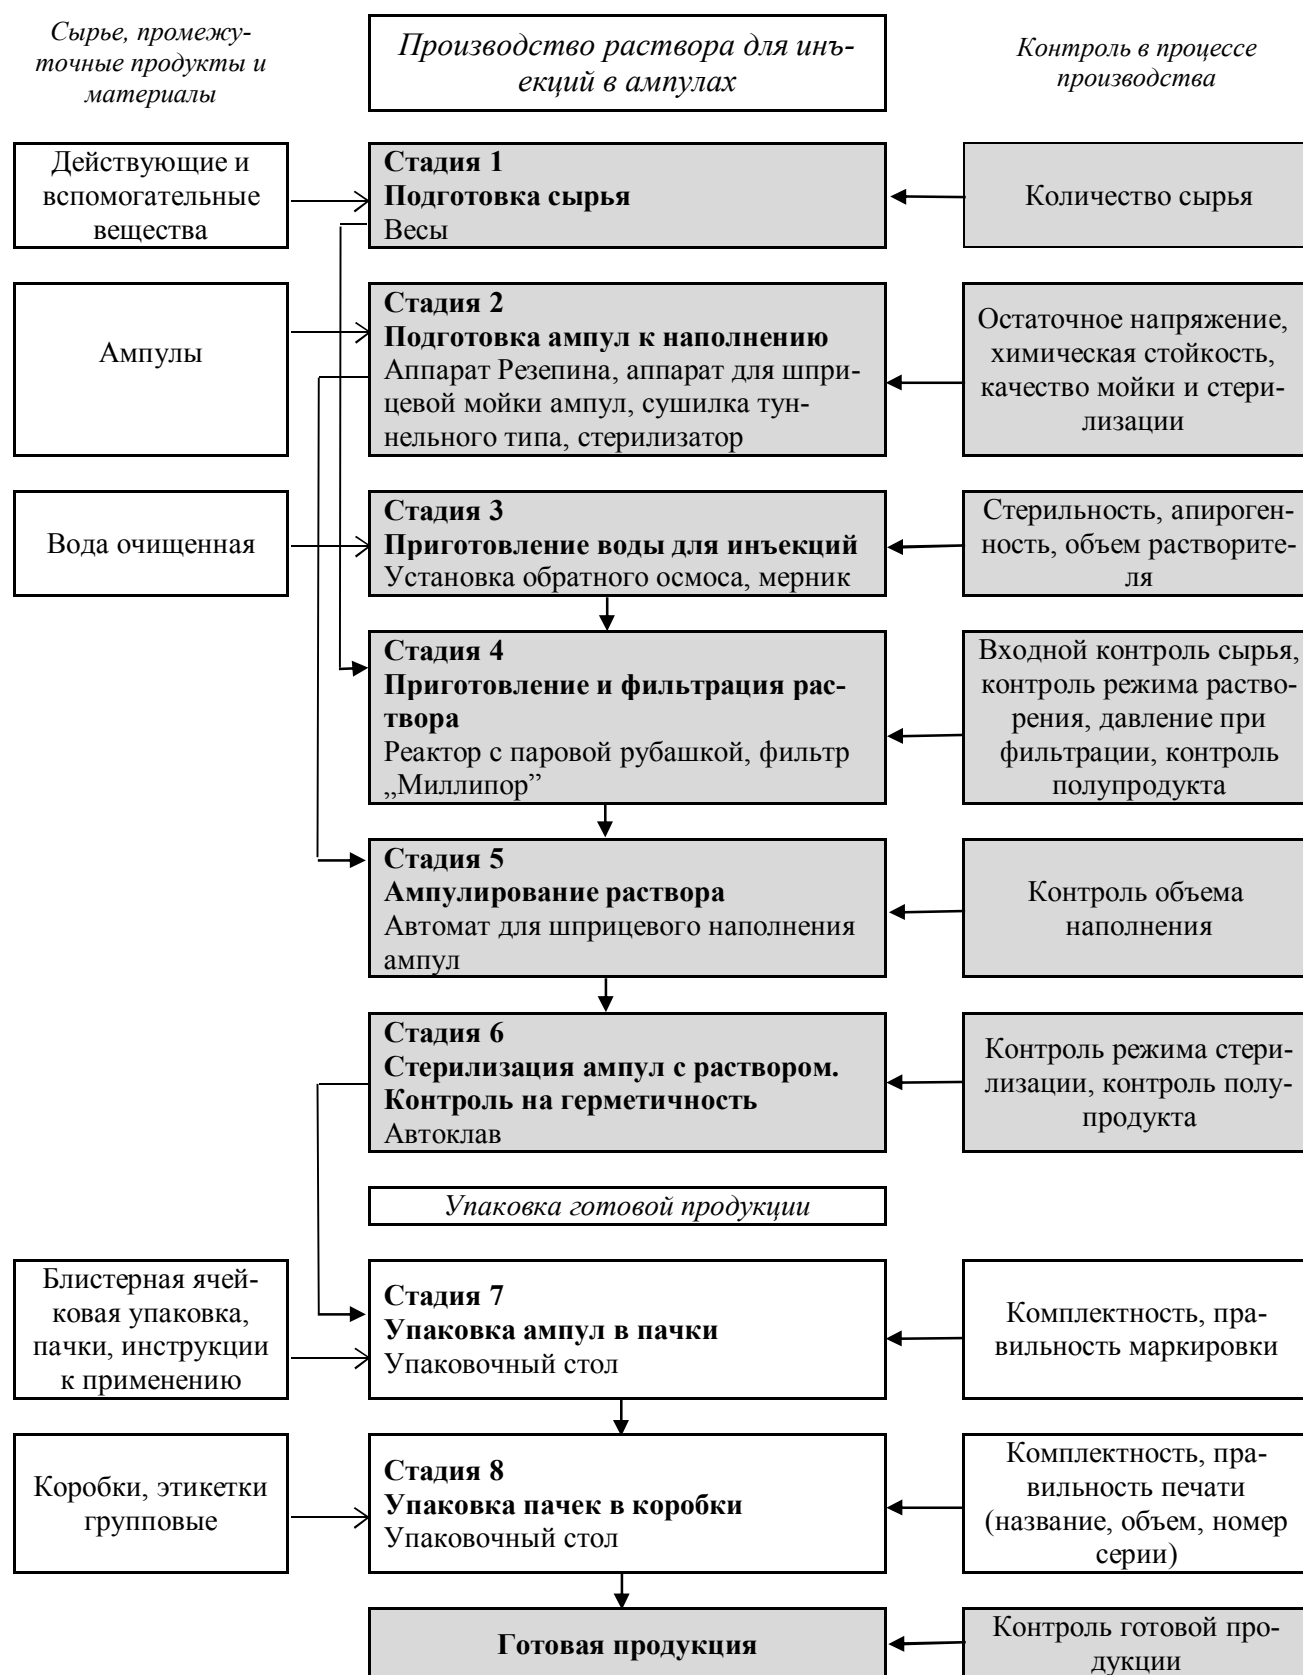 Сырье, промежу-
точные продукты и
материалы
Производство раствора для инъ-
екций в ампулах
Контроль в процессе
производства
Действующие и
вспомогательные
вещества
Стадия 1
Подготовка сырья
Весы
Количество сырья
Ампулы
Стадия 2
Подготовка ампул к наполнению
Аппарат Резепина, аппарат для шпри-
цевой мойки ампул, сушилка тун-
нельного типа, стерилизатор
Остаточное напряжение,
химическая стойкость,
качество мойки и стери-
лизации
Вода очищенная
Стадия 3
Приготовление воды для инъекций
Установка обратного осмоса, мерник
Стерильность, апироген-
ность, объем растворите-
ля
Стадия 4
Приготовление и фильтрация рас-
твора
Реактор с паровой рубашкой, фильтр
„Миллипор”
Входной контроль сырья,
контроль режима раство-
рения, давление при
фильтрации, контроль
полупродукта
Стадия 5
Ампулирование раствора
Автомат для шприцевого наполнения
ампул
Контроль объема
наполнения
Стадия 6
Стерилизация ампул с раствором.
Контроль на герметичность
Автоклав
Контроль режима стери-
лизации, контроль полу-
продукта
Упаковка готовой продукции
Блистерная ячей-
ковая упаковка,
пачки, инструкции
к применению
Стадия 7
Упаковка ампул в пачки
Упаковочный стол
Комплектность, пра-
вильность маркировки
Коробки, этикетки
групповые
Стадия 8
Упаковка пачек в коробки
Упаковочный стол
Комплектность, пра-
вильность печати
(название, объем, номер
серии)
Готовая продукция
Контроль готовой про-
дукции